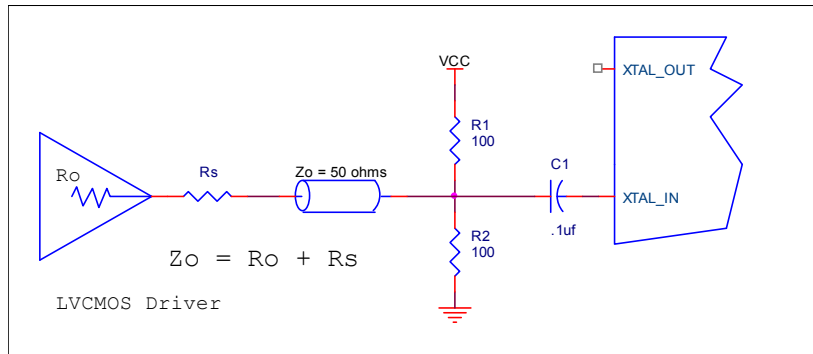 VCC
XTAL_OUT
R1
100
Ro
Rs
Zo = 50 ohms
C1
.1uf
XTAL_IN
R2
100
Zo = Ro + Rs
LVCMOS Driver